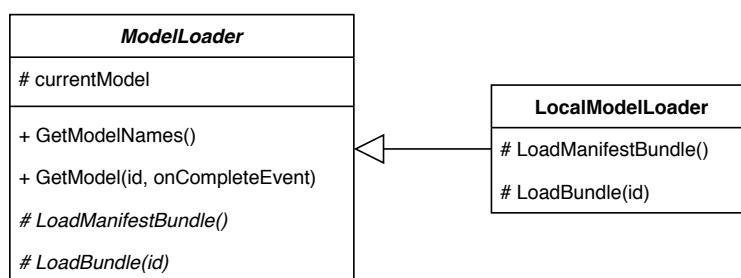 ModelLoader
# currentModel
+ GetModelNames()
+ GetModel(id, onCompleteEvent)
# LoadManifestBundle()
# LoadBundle(id)
LocalModelLoader
# LoadManifestBundle()
# LoadBundle(id)